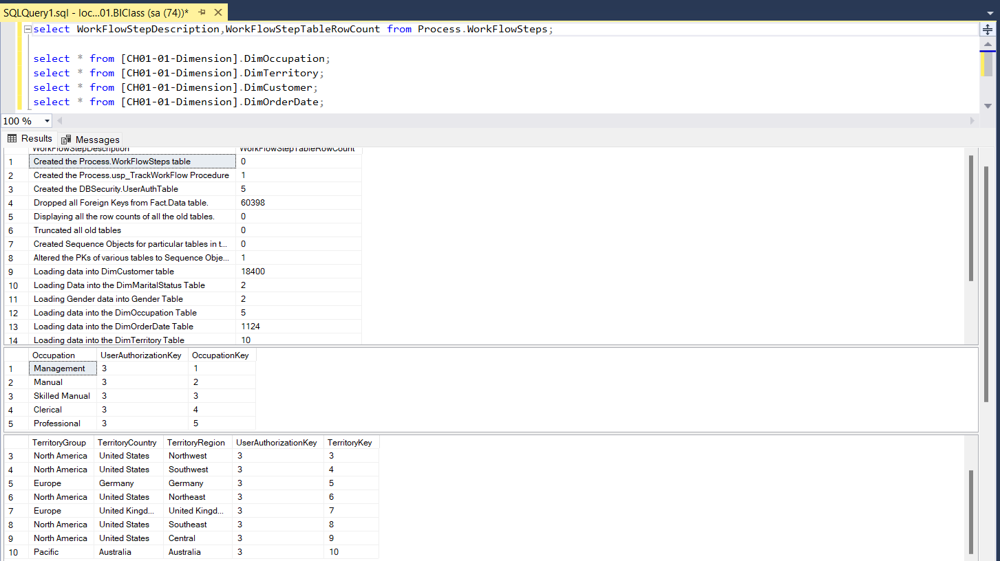 SQLQuery1.sql - loc...01.BIClass (sa (74))*
select WorkFlowStepDescription,WorkFlowStepTableRowCount from Process.WorkFlowSteps;
select * from [CH01-01-Dimension].DimOccupation;
select * from [CH01-01-Dimension].DimTerritory;
select * from [CH01-01-Dimension].DimCustomer;
select * from [CH01-01-Dimension].DimOrderDate;
100 %
Results Messages
WorkFlowStepDescription WorkFlowStepTableRowCount
1 Created the Process.WorkFlowSteps table 0
2 Created the Process.usp_TrackWorkFlow Procedure 1
3 Created the DBSecurity.UserAuthTable 5
4 Dropped all Foreign Keys from Fact.Data table. 60398
5 Displaying all the row counts of all the old tables. 0
6 Truncated all old tables 0
7 Created Sequence Objects for particular tables in t... 0
8 Altered the PKs of various tables to Sequence Obje... 1
9 Loading data into DimCustomer table 18400
10 Loading Data into the DimMaritalStatus Table 2
11 Loading Gender data into Gender Table 2
12 Loading data into the DimOccupation Table 5
13 Loading data into the DimOrderDate Table 1124
14 Loading data into the DimTerritory Table 10
Occupation UserAuthorizationKey OccupationKey
1 Management 3 1
2 Manual 3 2
3 Skilled Manual 3 3
4 Clerical 3 4
5 Professional 3 5
TerritoryGroup TerritoryCountry TerritoryRegion UserAuthorizationKey TerritoryKey
3 North America United States Northwest 3 3
4 North America United States Southwest 3 4
5 Europe Germany Germany 3 5
6 North America United States Northeast 3 6
7 Europe United Kingd... United Kingd... 3 7
8 North America United States Southeast 3 8
9 North America United States Central 3 9
10 Pacific Australia Australia 3 10